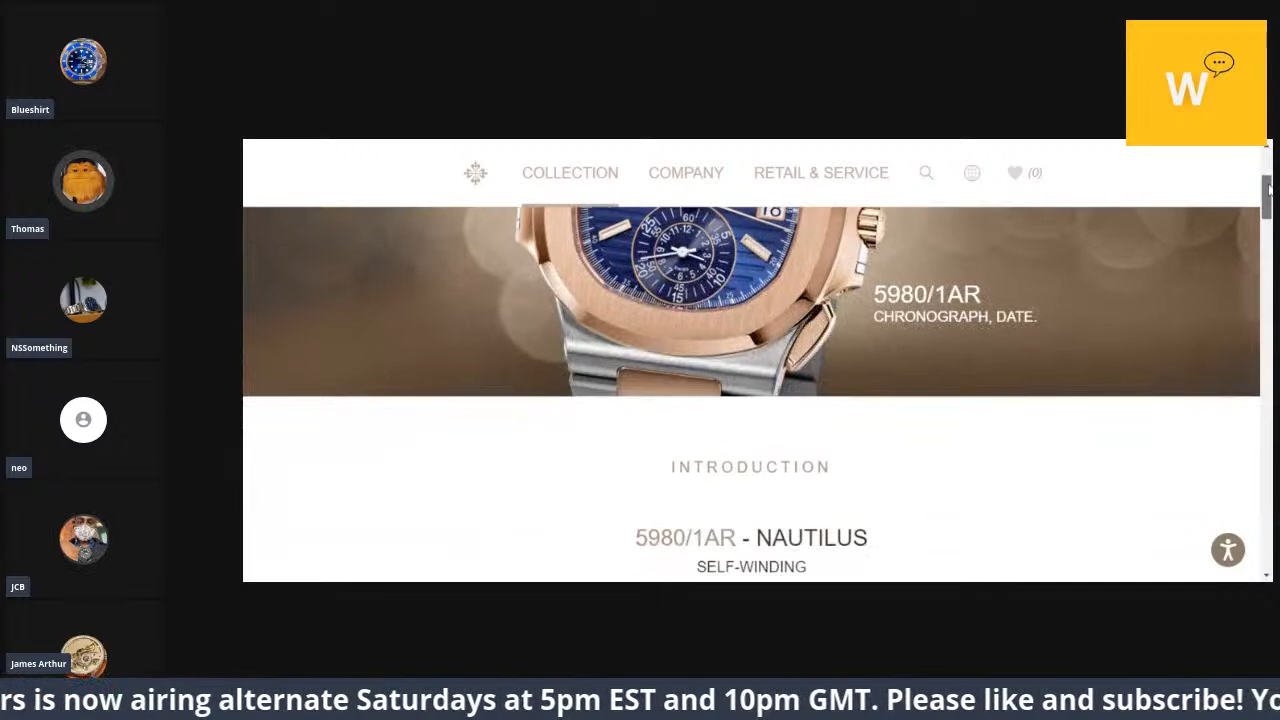 Blueshirt
Thomas
NSSomething
neo
JCB
James Arthur
W
COLLECTION COMPANY RETAIL & SERVICE (0)
5980/1AR
CHRONOGRAPH, DATE.
INTRODUCTION
5980/1AR - NAUTILUS
SELF-WINDING
rs is now airing alternate Saturdays at 5pm EST and 10pm GMT. Please like and subscribe! Yo